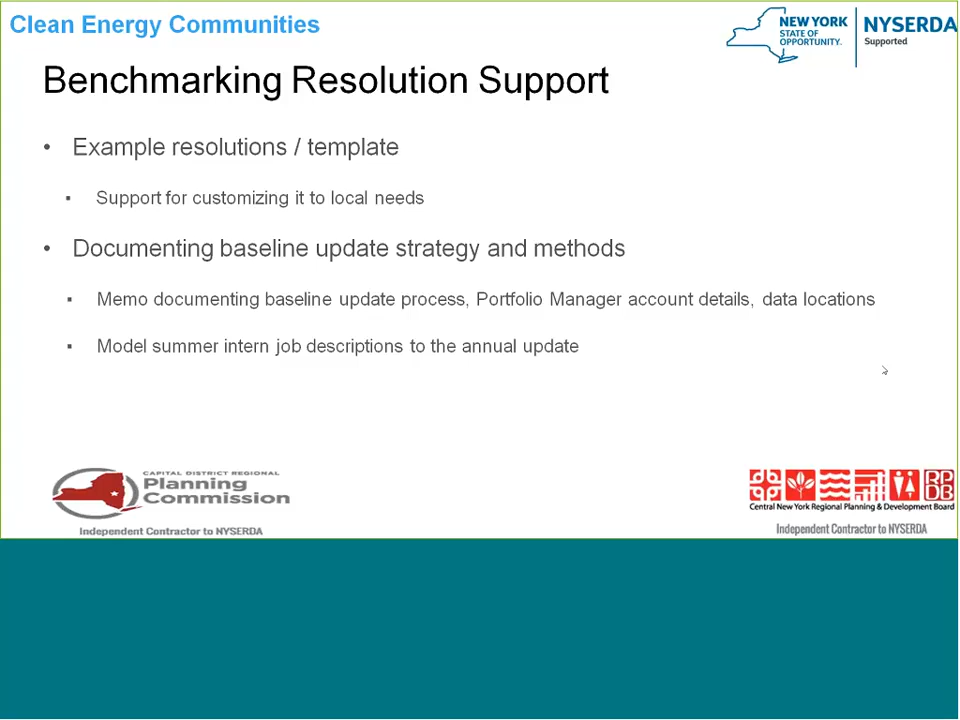 Clean Energy Communities
NEW YORK
STATE OF
OPPORTUNITY.
NYSERDA
Supported
Benchmarking Resolution Support
• Example resolutions / template
▪ Support for customizing it to local needs
• Documenting baseline update strategy and methods
▪ Memo documenting baseline update process, Portfolio Manager account details, data locations
▪ Model summer intern job descriptions to the annual update
CAPITAL DISTRICT REGIONAL
Planning
Commission
Independent Contractor to NYSERDA
RP
DB
Central New York Regional Planning & Development Board
Independent Contractor to NYSERDA